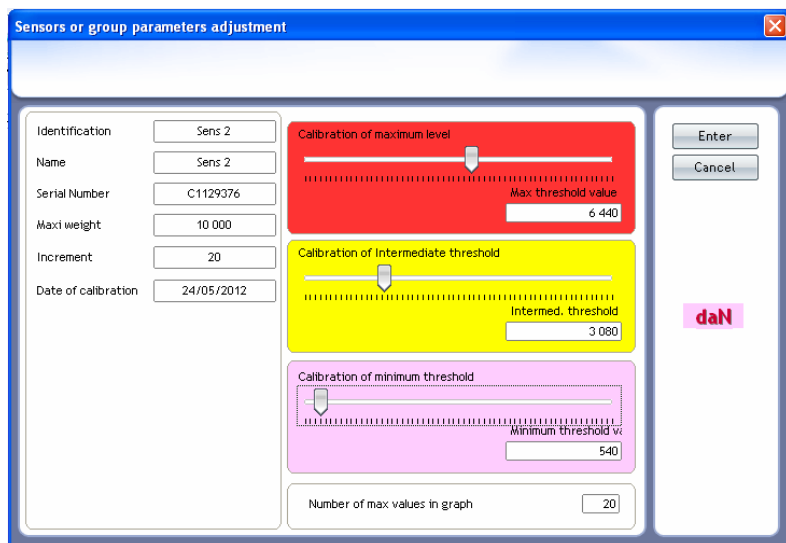 Sensors or group parameters adjustment
Identification
Sens 2
Name
Sens 2
Serial Number
C1129376
Maxi weight
10 000
Increment
20
Date of calibration
24/05/2012
Calibration of maximum level
Max threshold value
6 440
Calibration of Intermediate threshold
Intermed. threshold
3 080
Calibration of minimum threshold
Minimum threshold va
540
Number of max values in graph
20
Enter
Cancel
daN